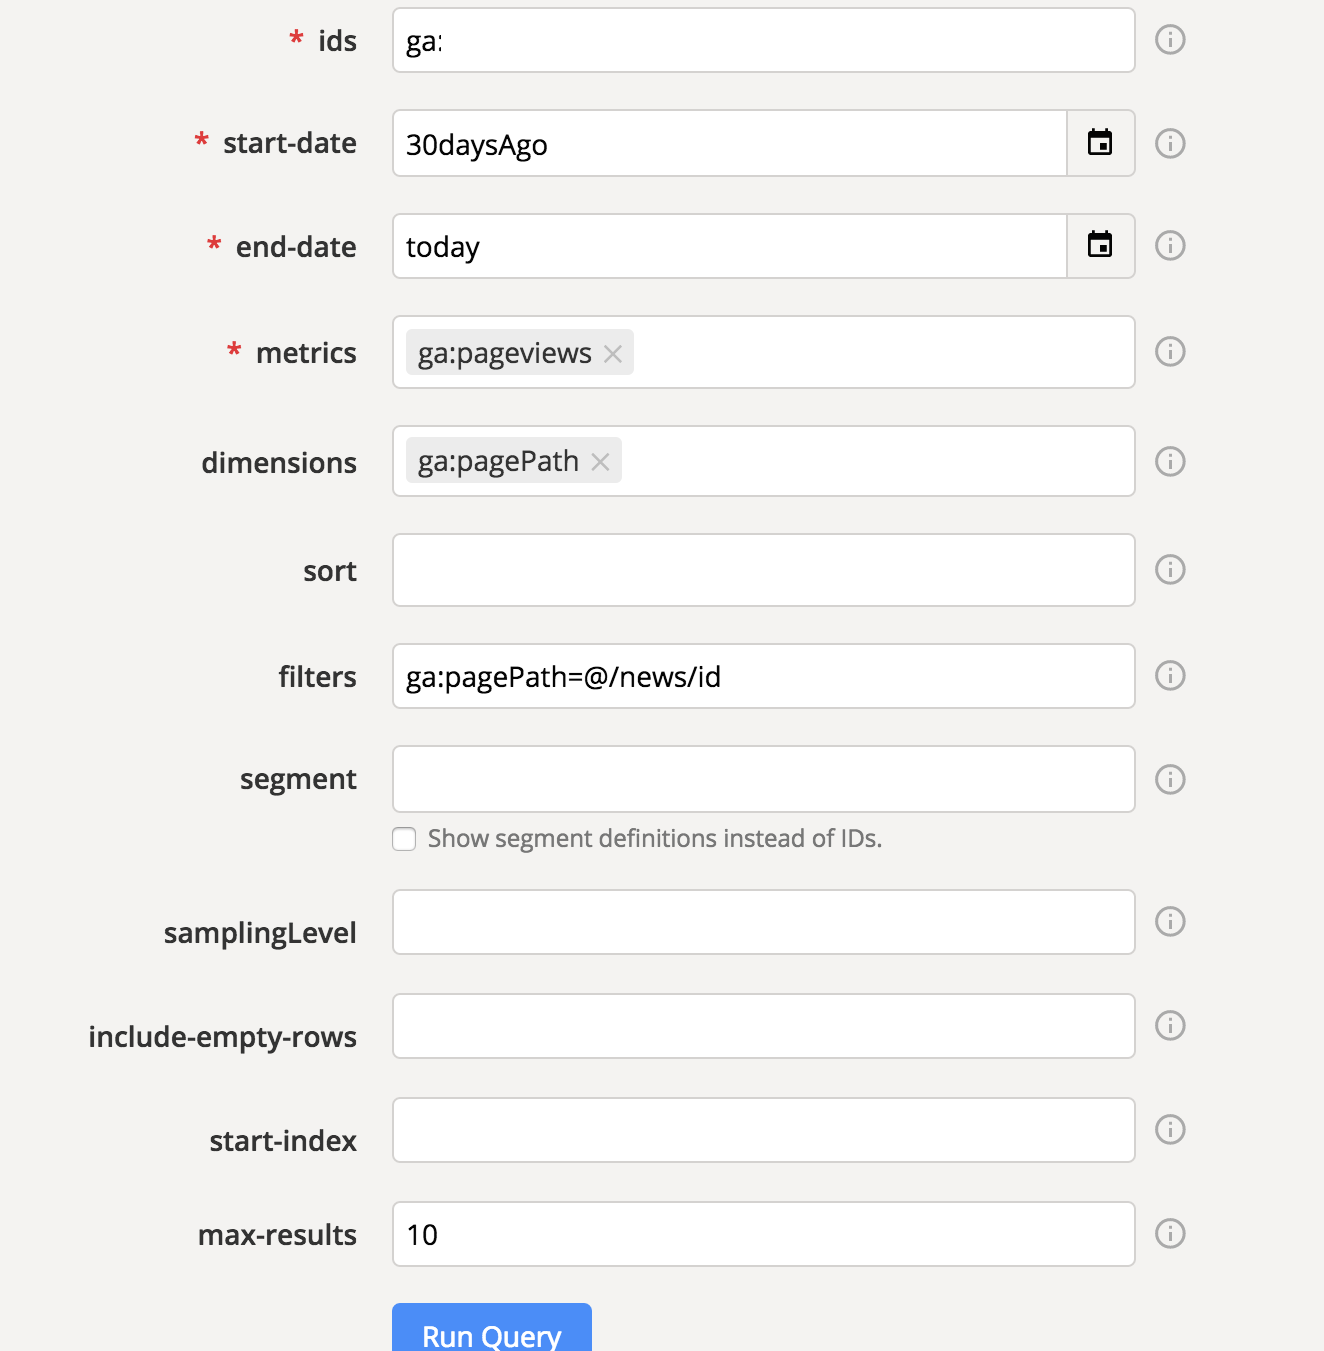 * ids ga:
* start-date 30daysAgo
* end-date today
* metrics ga:pageviews ×
dimensions ga:pagePath ×
sort
filters ga:pagePath=@/news/id
segment
Show segment definitions instead of IDs.
samplingLevel
include-empty-rows
start-index
max-results 10
Run Query